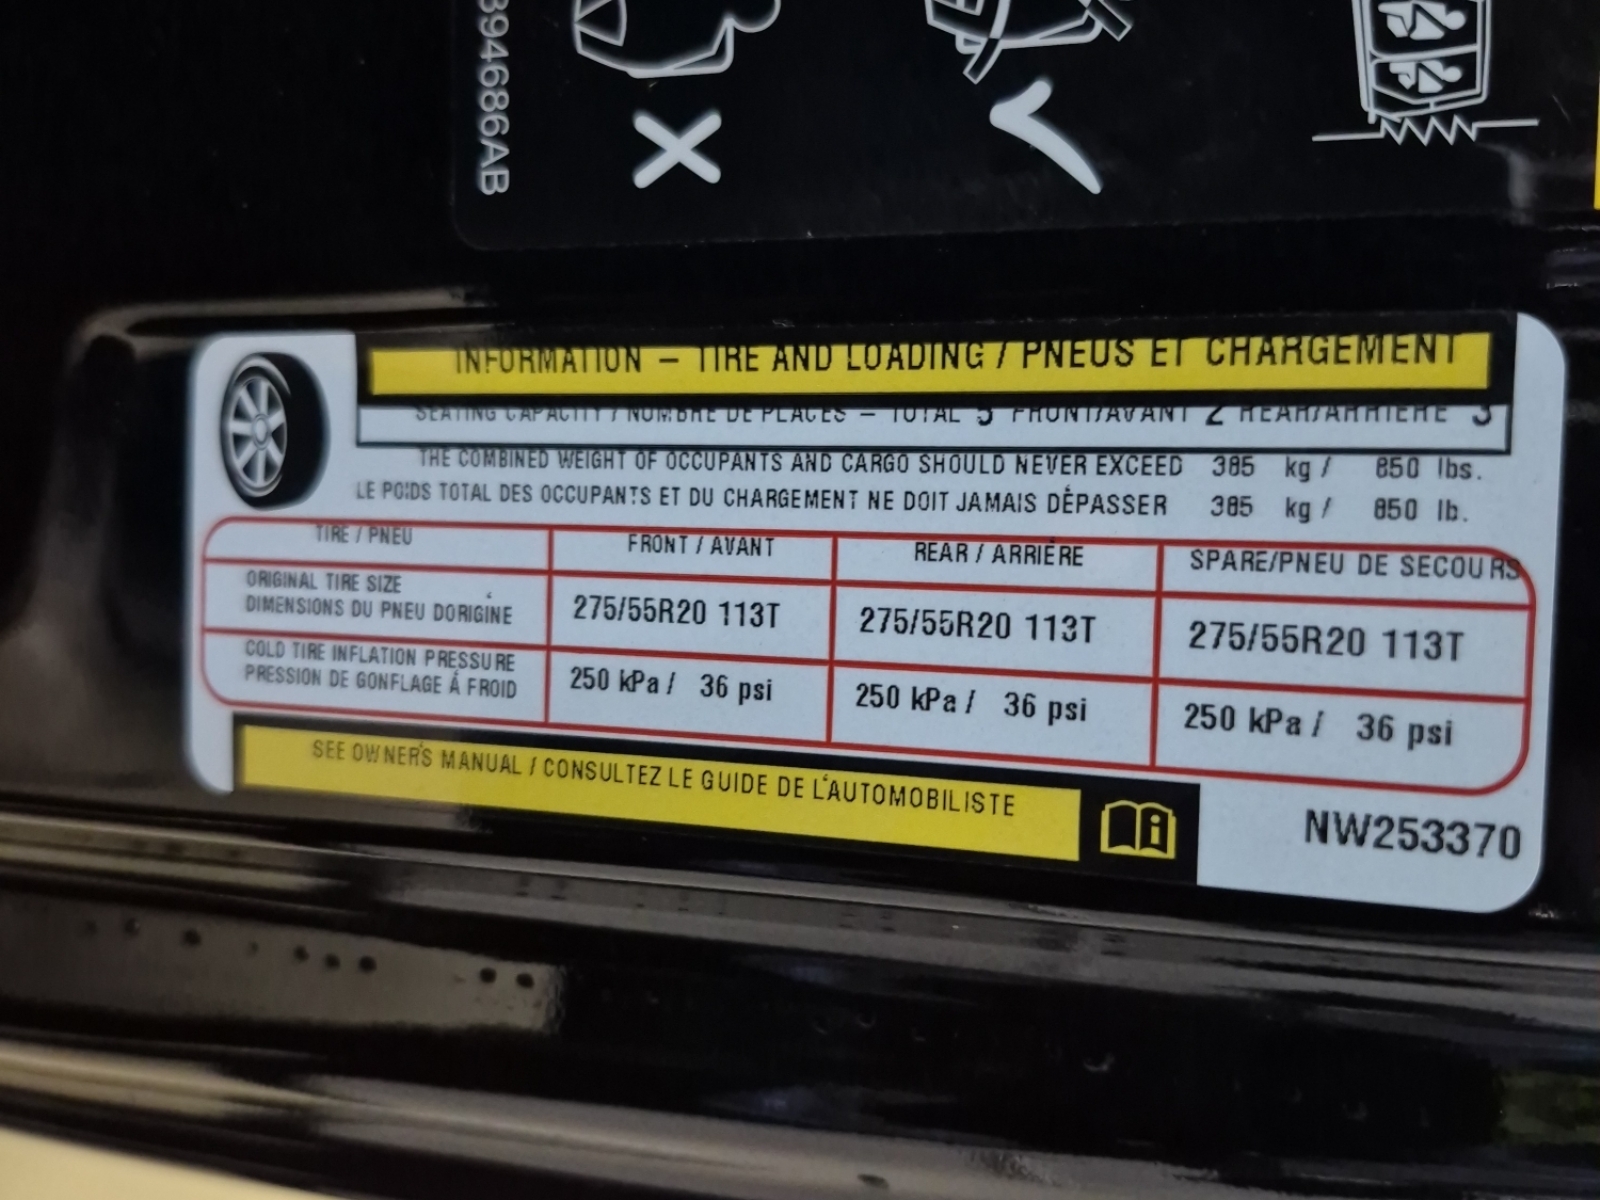 394686AB
INFORMATION – TIRE AND LOADING / PNEUS ET CHARGEMENT
SEATING CAPACITY / NOMBRE DE PLACES – TOTAL 5 FRONT/AVANT 2 REAR/ARRIÈRE 3
THE COMBINED WEIGHT OF OCCUPANTS AND CARGO SHOULD NEVER EXCEED 385 kg / 850 lbs.
LE POIDS TOTAL DES OCCUPANTS ET DU CHARGEMENT NE DOIT JAMAIS DÉPASSER 385 kg / 850 lb.
TIRE / PNEU FRONT / AVANT REAR / ARRIÈRE SPARE/PNEU DE SECOURS
ORIGINAL TIRE SIZE
DIMENSIONS DU PNEU DORIGINE 275/55R20 113T 275/55R20 113T 275/55R20 113T
COLD TIRE INFLATION PRESSURE
PRESSION DE GONFLAGE Á FROID 250 kPa / 36 psi 250 kPa / 36 psi 250 kPa / 36 psi
SEE OWNER'S MANUAL / CONSULTEZ LE GUIDE DE L'AUTOMOBILISTE
NW253370